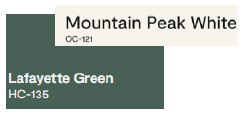 Mountain Peak White
OC-121
Lafayette Green
HC-135